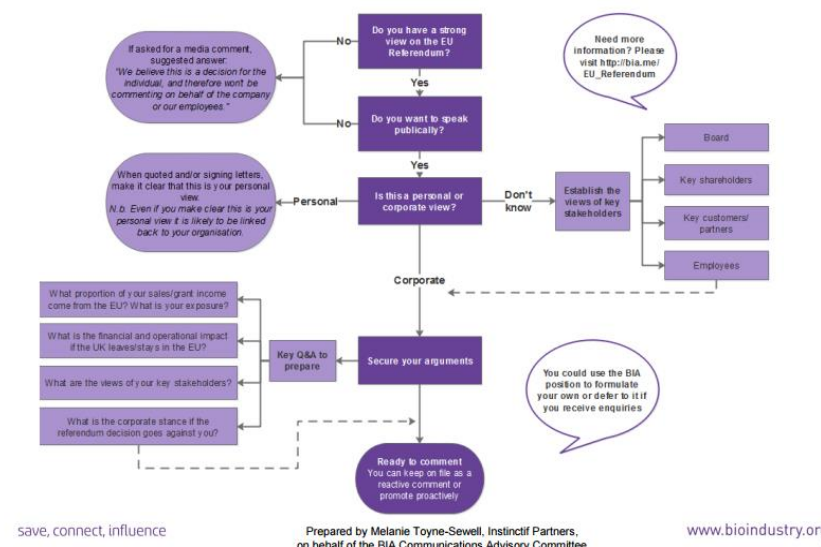 Do you have a strong
view on the EU
Referendum?
No
If asked for a media comment,
suggested answer:
"We believe this is a decision for the
individual, and therefore won't be
commenting on behalf of the company
or our employees."
Need more
information? Please
visit http://bia.me/
EU_Referendum
Yes
Do you want to speak
publically?
No
Yes
Board
Key shareholders
Key customers/
partners
Employees
When quoted and/or signing letters,
make it clear that this is your personal
view.
N.b. Even if you make clear this is your
personal view it is likely to be linked
back to your organisation.
Personal
Is this a personal or
corporate view?
Don't
know
Establish the
views of key
stakeholders
Corporate
What proportion of your sales/grant income
come from the EU? What is your exposure?
What is the financial and operational impact
if the UK leaves/stays in the EU?
What are the views of your key stakeholders?
What is the corporate stance if the
referendum decision goes against you?
Key Q&A to
prepare
Secure your arguments
You could use the BIA
position to formulate
your own or defer to it if
you receive enquiries
Ready to comment
You can keep on file as a
reactive comment or
promote proactively
save, connect, influence
Prepared by Melanie Toyne-Sewell, Instinctif Partners,
on behalf of the BIA Communications Advisory Committee
www.bioindustry.or